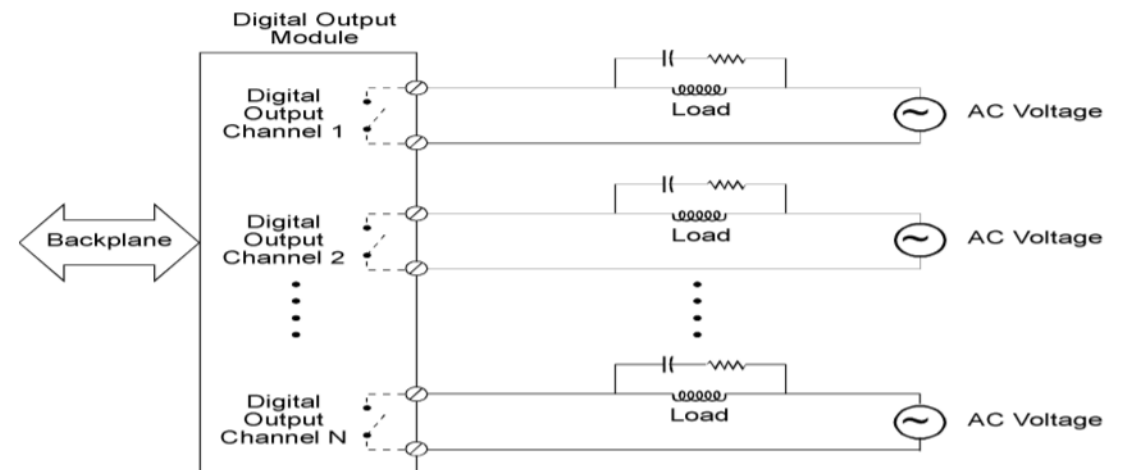 Digital Output
Module
Digital
Output
Channel 1
Load
AC Voltage
Backplane
Digital
Output
Channel 2
Load
AC Voltage
Digital
Output
Channel N
Load
AC Voltage